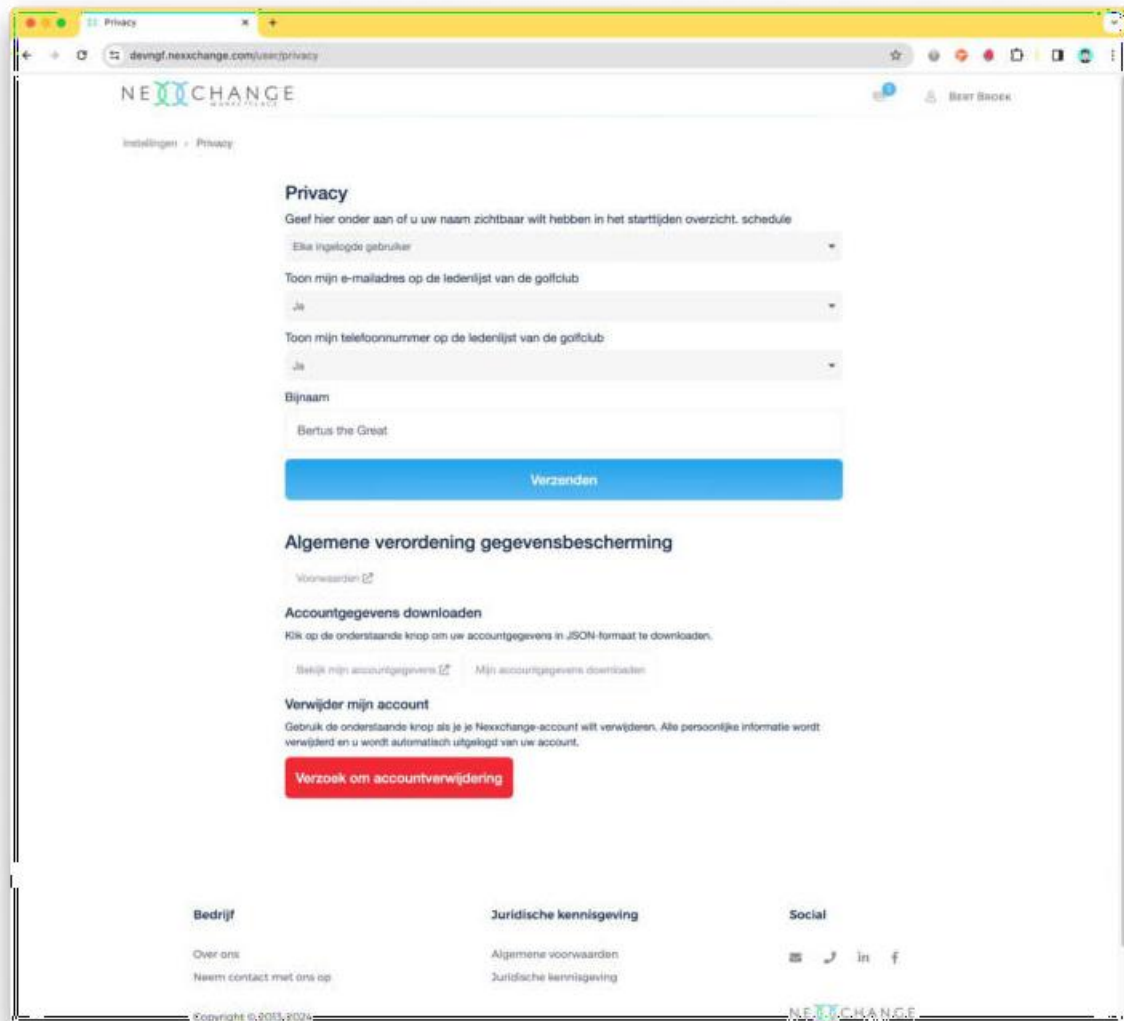 Privacy
devngf.nexxchange.com/user/privacy
NEXXCHANGE
MARKETPLACE
BERT BROEK
Instellingen > Privacy
Privacy
Geef hier onder aan of u uw naam zichtbaar wilt hebben in het starttijden overzicht. schedule
Elke ingelogde gebruiker
Toon mijn e-mailadres op de ledenlijst van de golfclub
Ja
Toon mijn telefoonnummer op de ledenlijst van de golfclub
Ja
Bijnaam
Bertus the Great
Verzenden
Algemene verordening gegevensbescherming
Voorwaarden
Accountgegevens downloaden
Klik op de onderstaande knop om uw accountgegevens in JSON-formaat te downloaden.
Bekijk mijn accountgegevens Mijn accountgegevens downloaden
Verwijder mijn account
Gebruik de onderstaande knop als je je Nexxchange-account wilt verwijderen. Alle persoonlijke informatie wordt
verwijderd en u wordt automatisch uitgelogd van uw account.
Verzoek om accountverwijdering
Bedrijf Juridische kennisgeving Social
Over ons Algemene voorwaarden in f
Neem contact met ons op Juridische kennisgeving
Copyright © 2013-2024 NEXXCHANGE